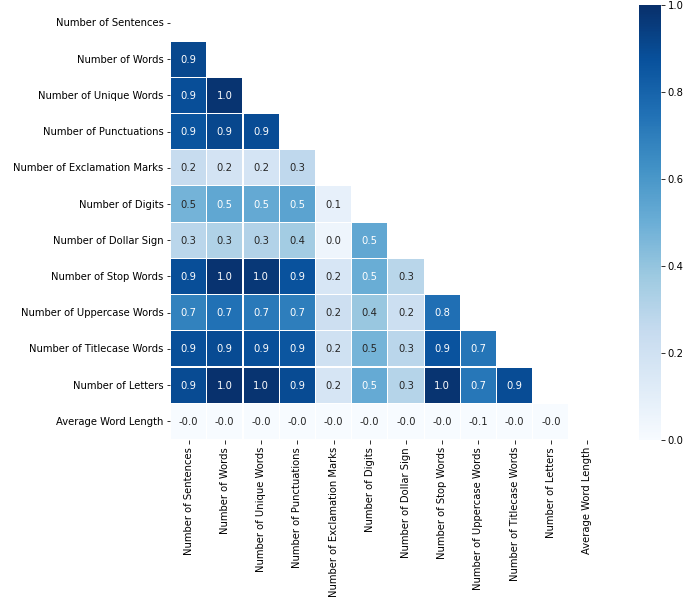 Number of Sentences
Number of Words 0.9
Number of Unique Words 0.9 1.0
Number of Punctuations 0.9 0.9 0.9
Number of Exclamation Marks 0.2 0.2 0.2 0.3
Number of Digits 0.5 0.5 0.5 0.5 0.1
Number of Dollar Sign 0.3 0.3 0.3 0.4 0.0 0.5
Number of Stop Words 0.9 1.0 1.0 0.9 0.2 0.5 0.3
Number of Uppercase Words 0.7 0.7 0.7 0.7 0.2 0.4 0.2 0.8
Number of Titlecase Words 0.9 0.9 0.9 0.9 0.2 0.5 0.3 0.9 0.7
Number of Letters 0.9 1.0 1.0 0.9 0.2 0.5 0.3 1.0 0.7 0.9
Average Word Length -0.0 -0.0 -0.0 -0.0 -0.0 -0.0 -0.0 -0.0 -0.1 -0.0 -0.0
Number of Sentences
Number of Words
Number of Unique Words
Number of Punctuations
Number of Exclamation Marks
Number of Digits
Number of Dollar Sign
Number of Stop Words
Number of Uppercase Words
Number of Titlecase Words
Number of Letters
Average Word Length
1.0
0.8
0.6
0.4
0.2
0.0